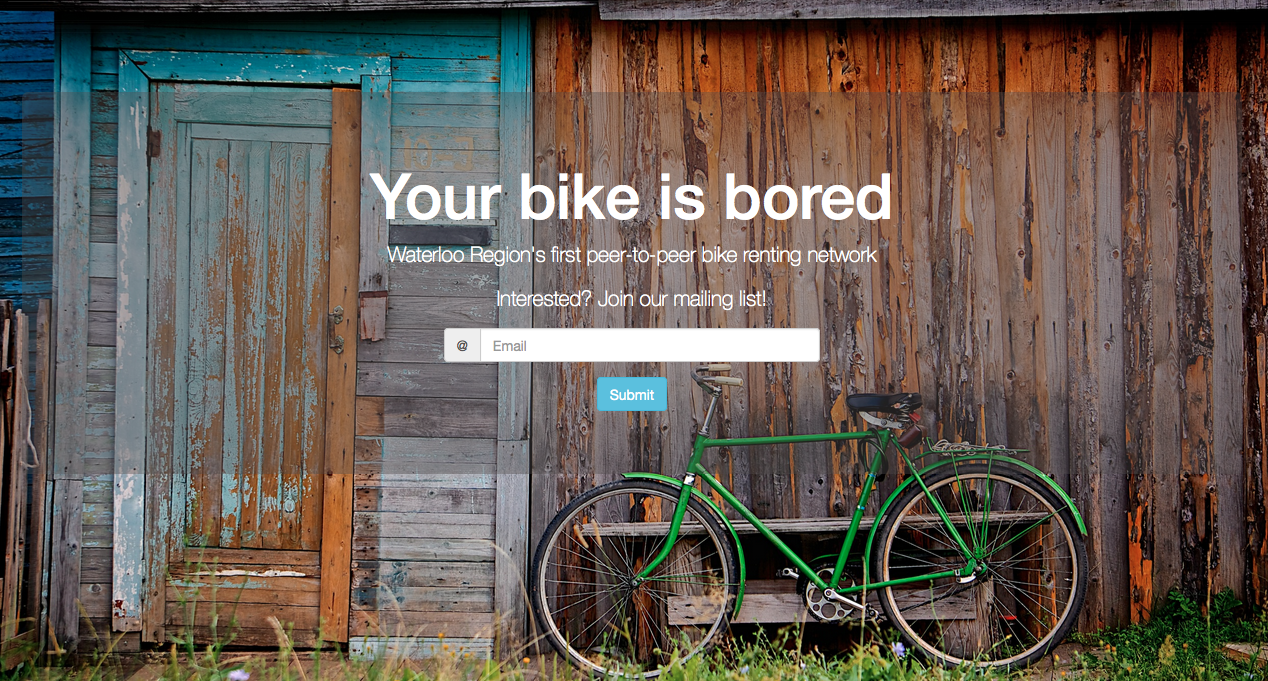 Your bike is bored
Waterloo Region's first peer-to-peer bike renting network
Interested? Join our mailing list!
@ Email
Submit